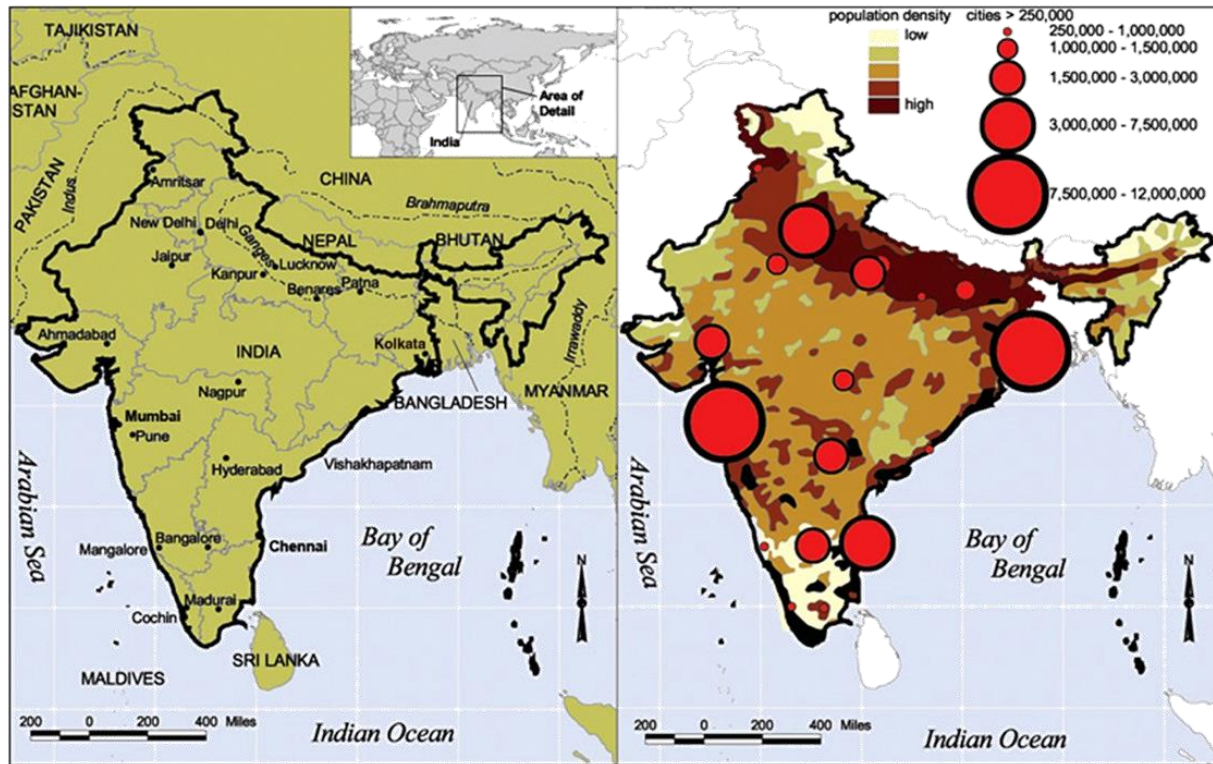 TAJIKISTAN
AFGHAN-
STAN
PAKISTAN
Indus
Amritsar
CHINA
Brahmaputra
New Delhi
Delhi
Ganges
NEPAL
BHUTAN
Jaipur
Kanpur
Lucknow
Benares
Patna
Ahmadabad
INDIA
Kolkata
Irrawaddy
Nagpur
BANGLADESH
MYANMAR
Mumbai
Pune
Hyderabad
Vishakhapatnam
Arabian Sea
Bangalore
Mangalore
Chennai
Bay of
Bengal
Madurai
Cochin
N
SRI LANKA
MALDIVES
200 0 200 400 Miles
Indian Ocean
Area of
Detail
India
population density
low
high
cities > 250,000
250,000 - 1,000,000
1,000,000 - 1,500,000
1,500,000 - 3,000,000
3,000,000 - 7,500,000
7,500,000 - 12,000,000
Arabian Sea
Bay of
Bengal
N
200 0 200 400 Miles
Indian Ocean